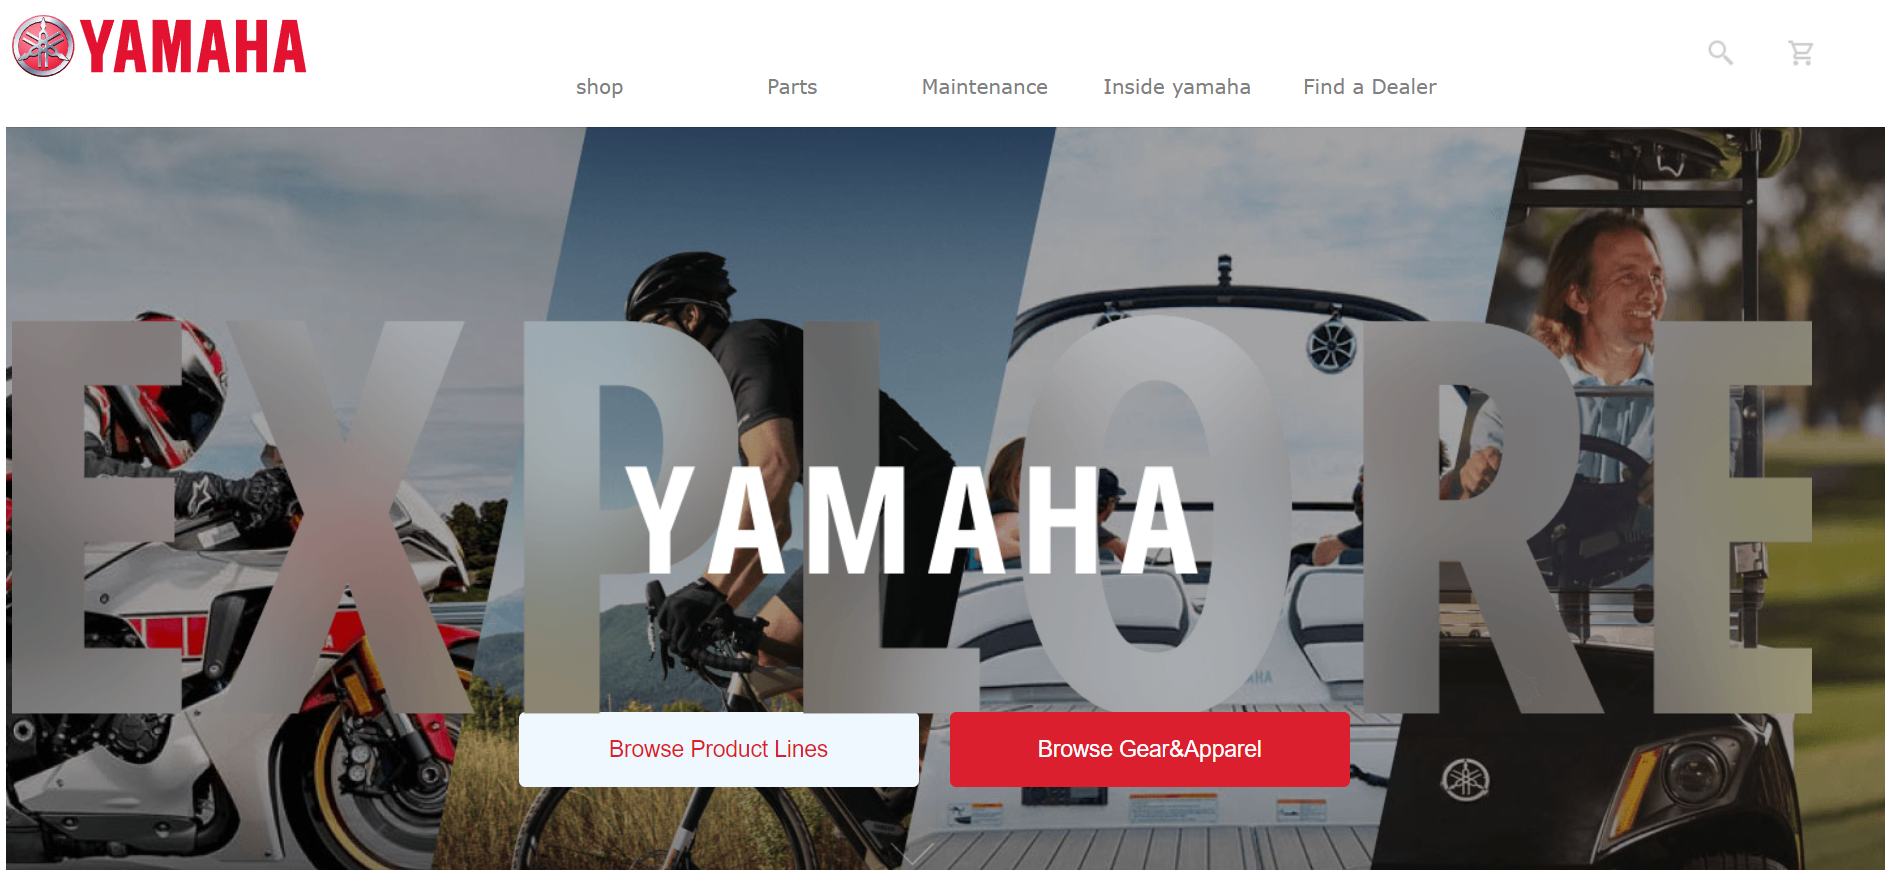 YAMAHA
shop Parts Maintenance Inside yamaha Find a Dealer
EXPLORE
YAMAHA
Browse Product Lines Browse Gear&Apparel